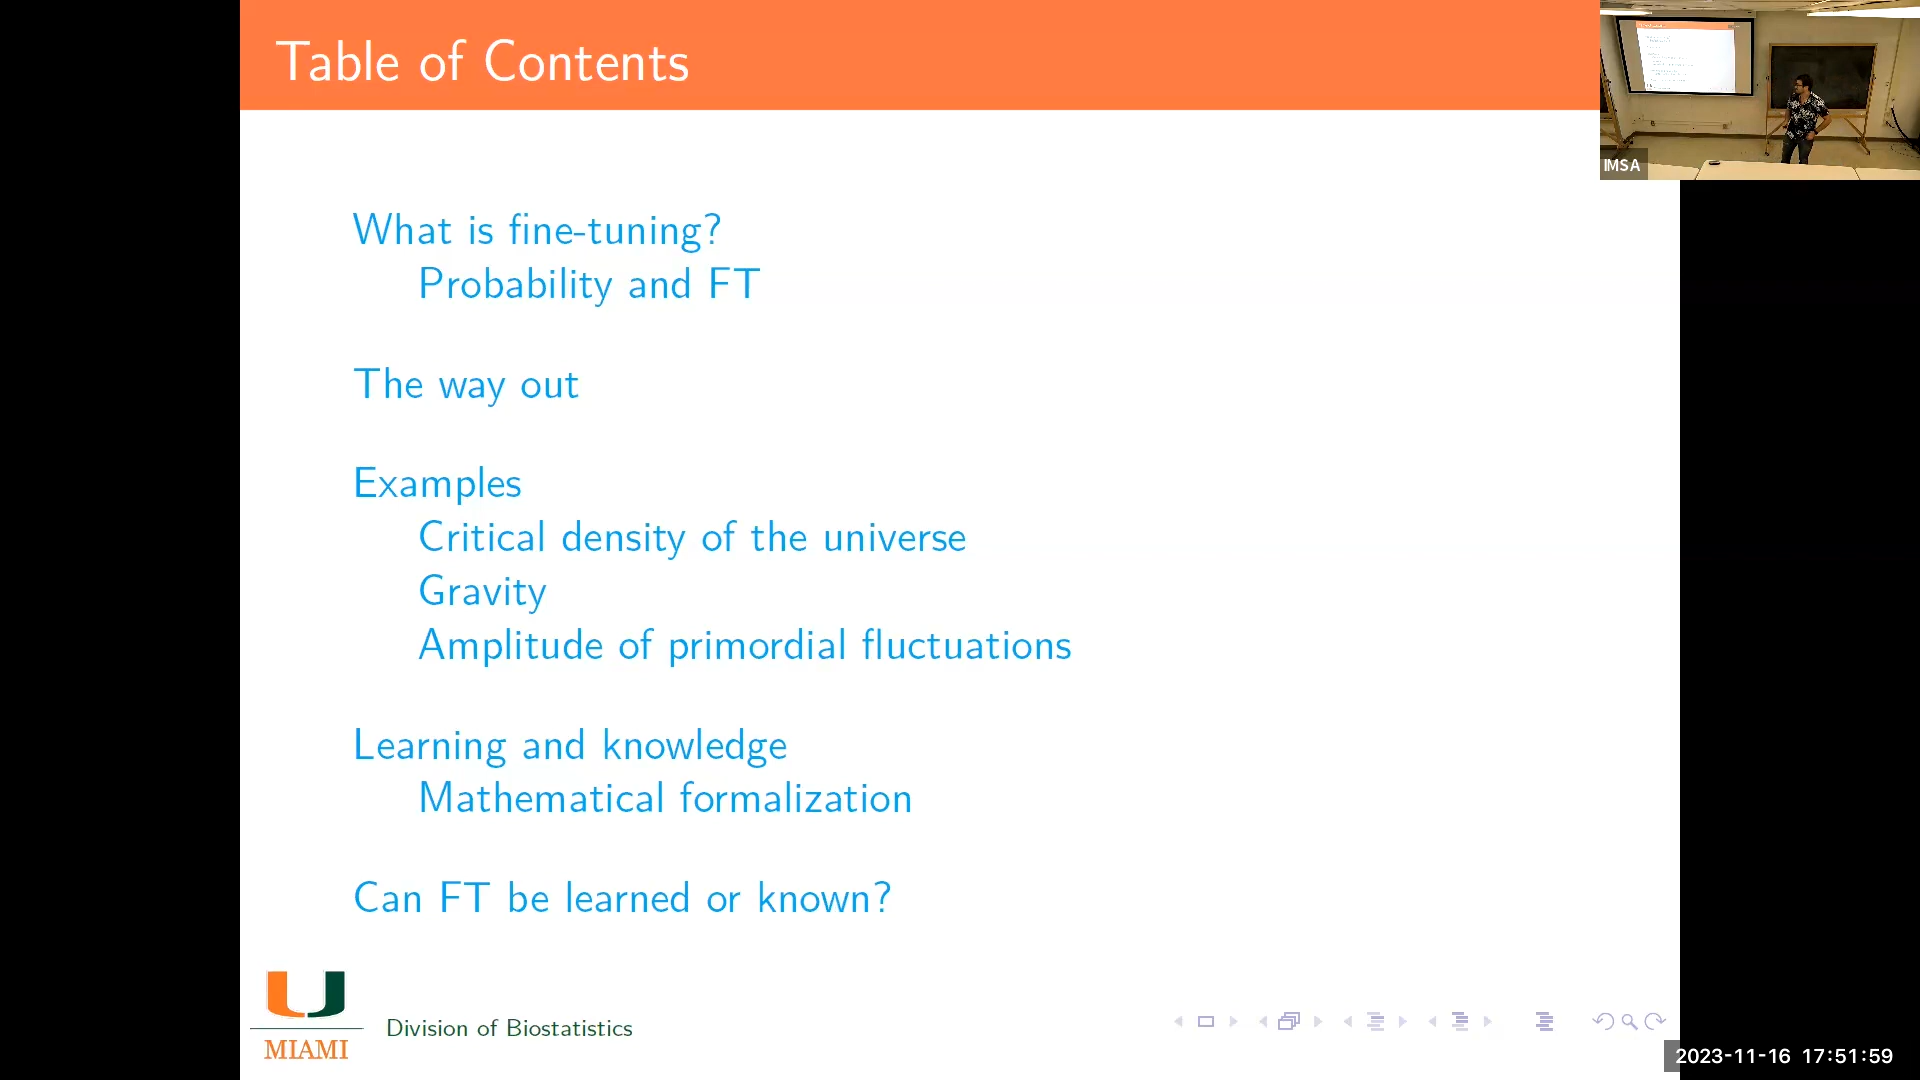 Table of Contents
IMSA
What is fine-tuning?
Probability and FT
The way out
Examples
Critical density of the universe
Gravity
Amplitude of primordial fluctuations
Learning and knowledge
Mathematical formalization
Can FT be learned or known?
MIAMI
Division of Biostatistics
2023-11-16 17:51:59